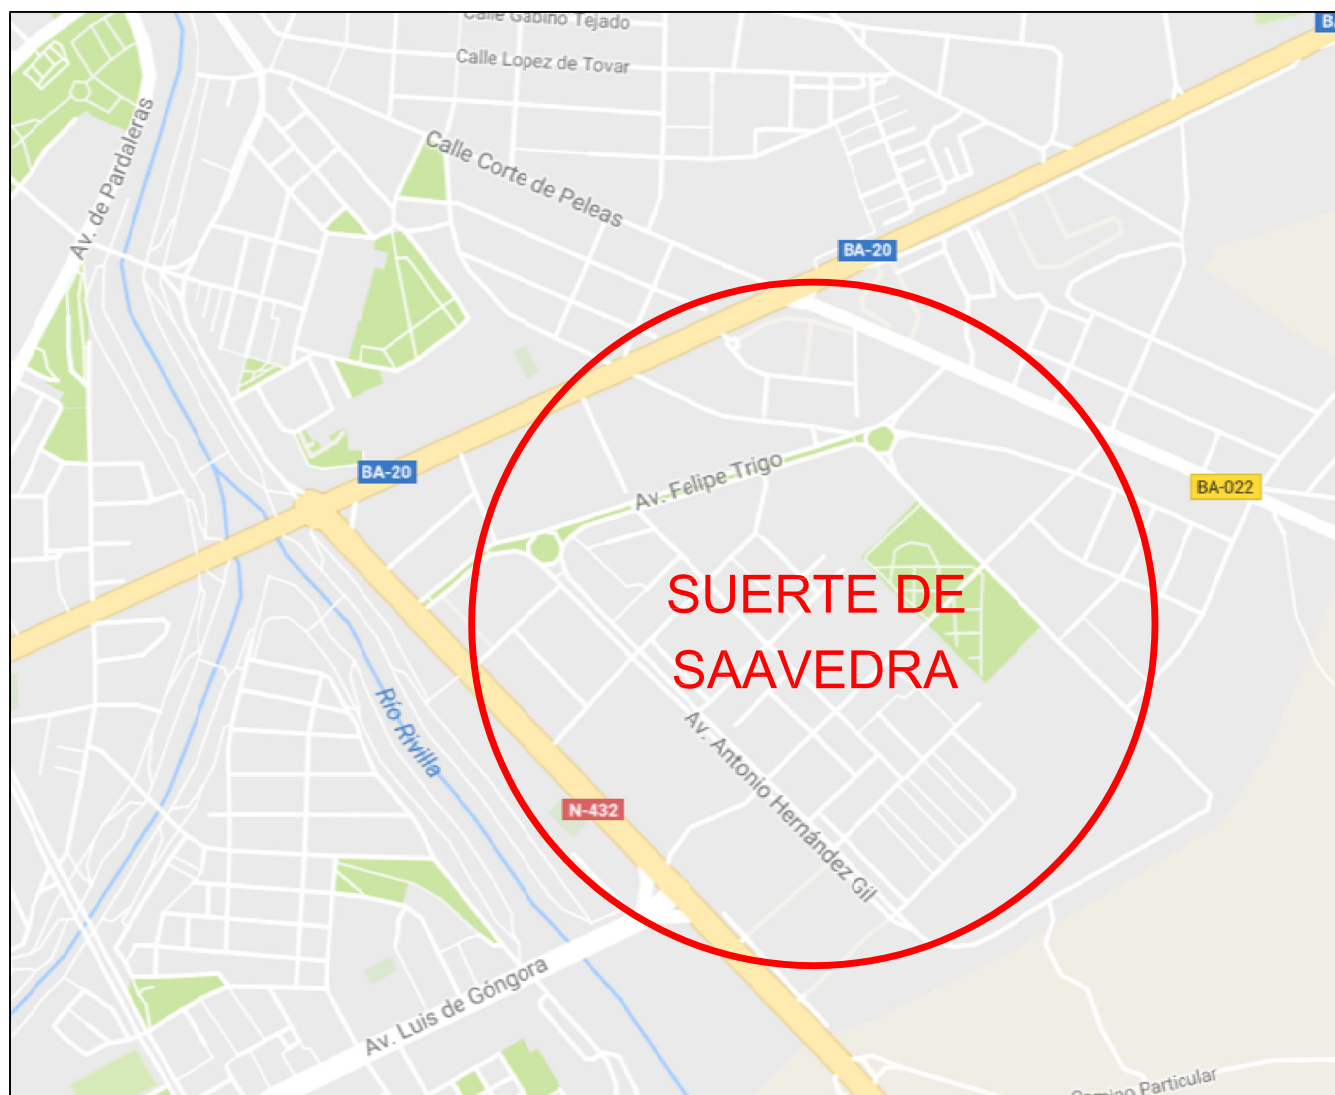 Calle Gabino Tejado
Calle Lopez de Tovar
Av. de Pardaleras
Calle Corte de Peleas
BA-20
BA-20
Av. Felipe Trigo
BA-022
SUERTE DE
SAAVEDRA
Río Rivilla
Av. Antonio Hernández Gil
N-432
Av. Luis de Góngora
Camino Particular